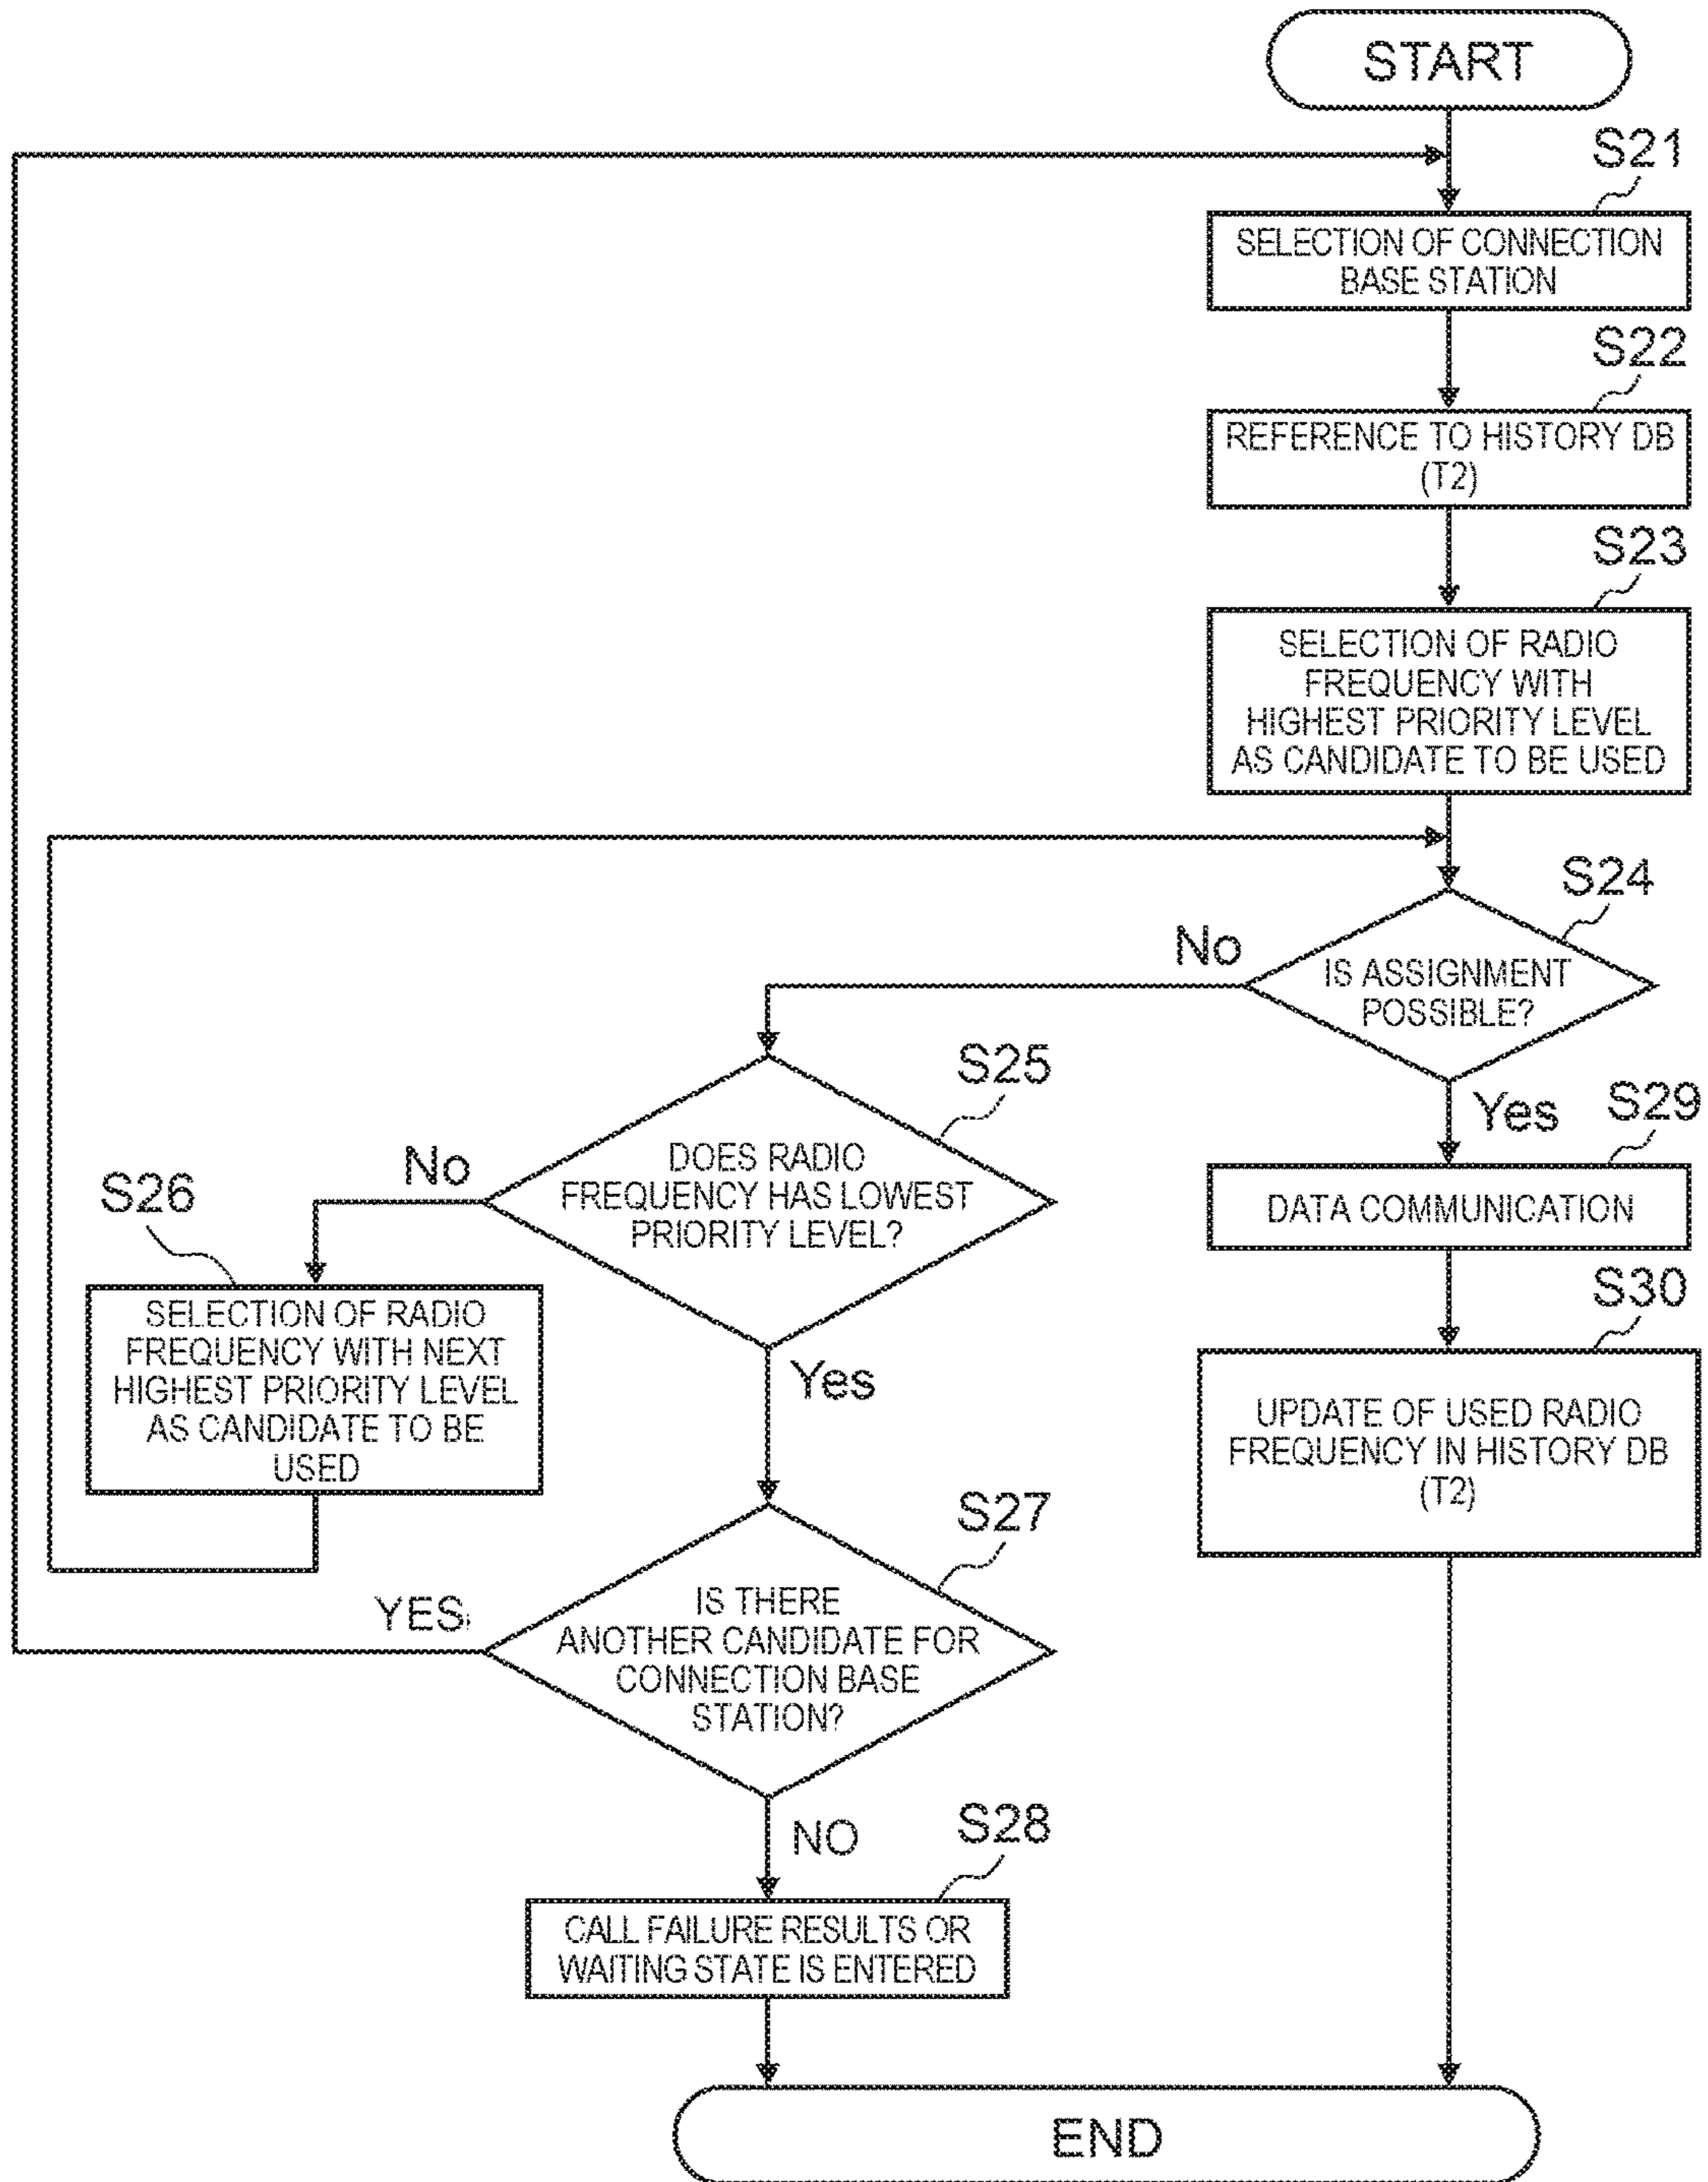 START
S21
SELECTION OF CONNECTION
BASE STATION
S22
REFERENCE TO HISTORY DB
(T2)
S23
SELECTION OF RADIO
FREQUENCY WITH
HIGHEST PRIORITY LEVEL
AS CANDIDATE TO BE USED
S24
No
IS ASSIGNMENT
POSSIBLE?
Yes
S25
No
DOES RADIO
FREQUENCY HAS LOWEST
PRIORITY LEVEL?
Yes
S26
SELECTION OF RADIO
FREQUENCY WITH NEXT
HIGHEST PRIORITY LEVEL
AS CANDIDATE TO BE
USED
S27
YES
IS THERE
ANOTHER CANDIDATE FOR
CONNECTION BASE
STATION?
NO
S28
CALL FAILURE RESULTS OR
WAITING STATE IS ENTERED
S29
DATA COMMUNICATION
S30
UPDATE OF USED RADIO
FREQUENCY IN HISTORY DB
(T2)
END